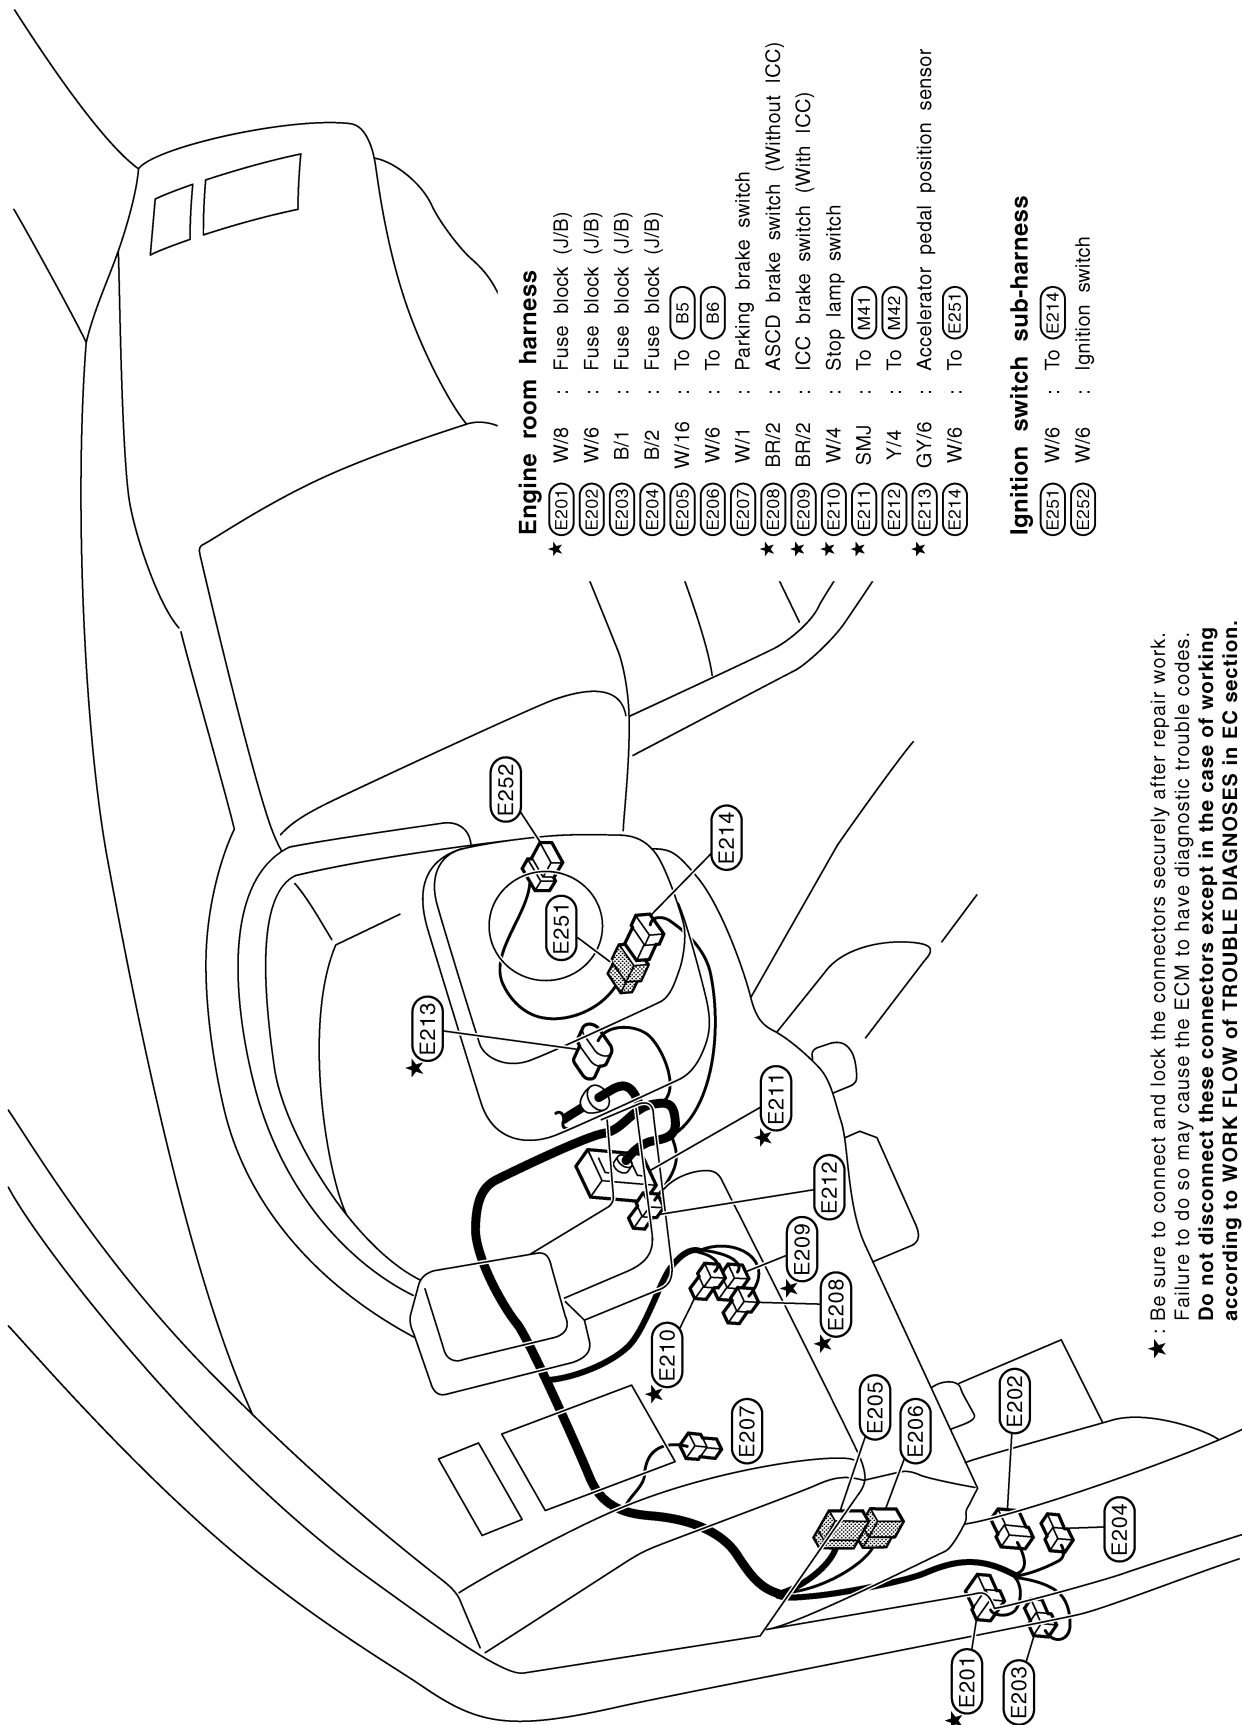 Engine room harness
★ E201 W/8 : Fuse block (J/B)
E202 W/6 : Fuse block (J/B)
E203 B/1 : Fuse block (J/B)
E204 B/2 : Fuse block (J/B)
E205 W/16 : To B5
E206 W/6 : To B6
E207 W/1 : Parking brake switch
★ E208 BR/2 : ASCD brake switch (Without ICC)
★ E209 BR/2 : ICC brake switch (With ICC)
★ E210 W/4 : Stop lamp switch
★ E211 SMJ : To M41
E212 Y/4 : To M42
★ E213 GY/6 : Accelerator pedal position sensor
E214 W/6 : To E251
Ignition switch sub-harness
E251 W/6 : To E214
E252 W/6 : Ignition switch
E252
E251
E214
★ E213
★ E211
E212
★ E209
★ E208
★ E210
E207
E205
E206
E202
E204
★ E201
E203
★ : Be sure to connect and lock the connectors securely after repair work.
Failure to do so may cause the ECM to have diagnostic trouble codes.
Do not disconnect these connectors except in the case of working
according to WORK FLOW of TROUBLE DIAGNOSES in EC section.